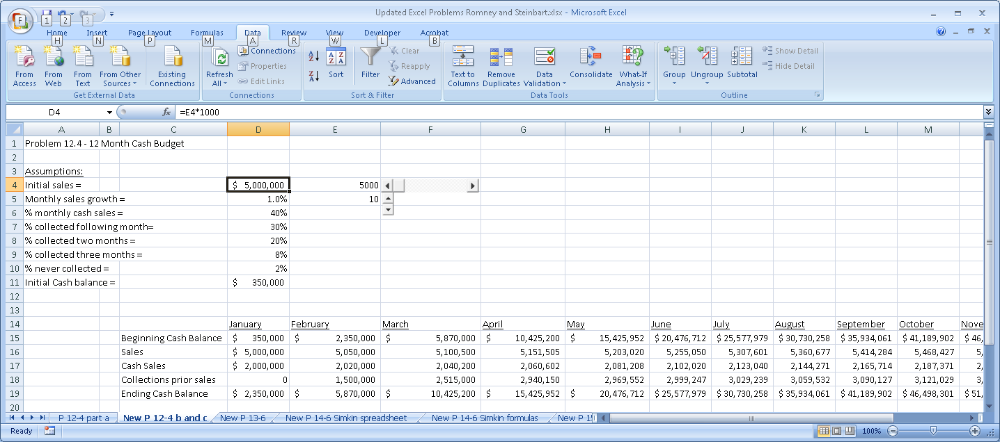 Updated Excel Problems Romney and Steinbart.xlsx - Microsoft Excel
F 1 2 3
Home Insert Page Layout Formulas Data Review View Developer Acrobat
H N P M A R W L B
From Access From Web From Text From Other Sources Existing Connections Refresh All Connections Properties Edit Links Sort Filter Clear Reapply Advanced Text to Columns Remove Duplicates Data Validation Consolidate What-If Analysis Group Ungroup Subtotal Show Detail Hide Detail
Get External Data Connections Sort & Filter Data Tools Outline
D4 fx =E4*1000
A B C D E F G H I J K L M
1 Problem 12.4 - 12 Month Cash Budget
2
3 Assumptions:
4 Initial sales = $ 5,000,000 5000
5 Monthly sales growth = 1.0% 10
6 % monthly cash sales = 40%
7 % collected following month= 30%
8 % collected two months = 20%
9 % collected three months = 8%
10 % never collected = 2%
11 Initial Cash balance = $ 350,000
12
13
14 January February March April May June July August September October Nove
15 Beginning Cash Balance $ 350,000 $ 2,350,000 $ 5,870,000 $ 10,425,200 $ 15,425,952 $ 20,476,712 $ 25,577,979 $ 30,730,258 $ 35,934,061 $ 41,189,902 $ 46,
16 Sales $ 5,000,000 5,050,000 5,100,500 5,151,505 5,203,020 5,255,050 5,307,601 5,360,677 5,414,284 5,468,427 5,
17 Cash Sales $ 2,000,000 2,020,000 2,040,200 2,060,602 2,081,208 2,102,020 2,123,040 2,144,271 2,165,714 2,187,371 2,
18 Collections prior sales 0 1,500,000 2,515,000 2,940,150 2,969,552 2,999,247 3,029,239 3,059,532 3,090,127 3,121,029 3,
19 Ending Cash Balance $ 2,350,000 $ 5,870,000 $ 10,425,200 $ 15,425,952 $ 20,476,712 $ 25,577,979 $ 30,730,258 $ 35,934,061 $ 41,189,902 $ 46,498,301 $ 51,
20
P 12-4 part a New P 12-4 b and c New P 13-6 New P 14-6 Simkin spreadsheet New P 14-6 Simkin formulas New P 1
Ready 100%